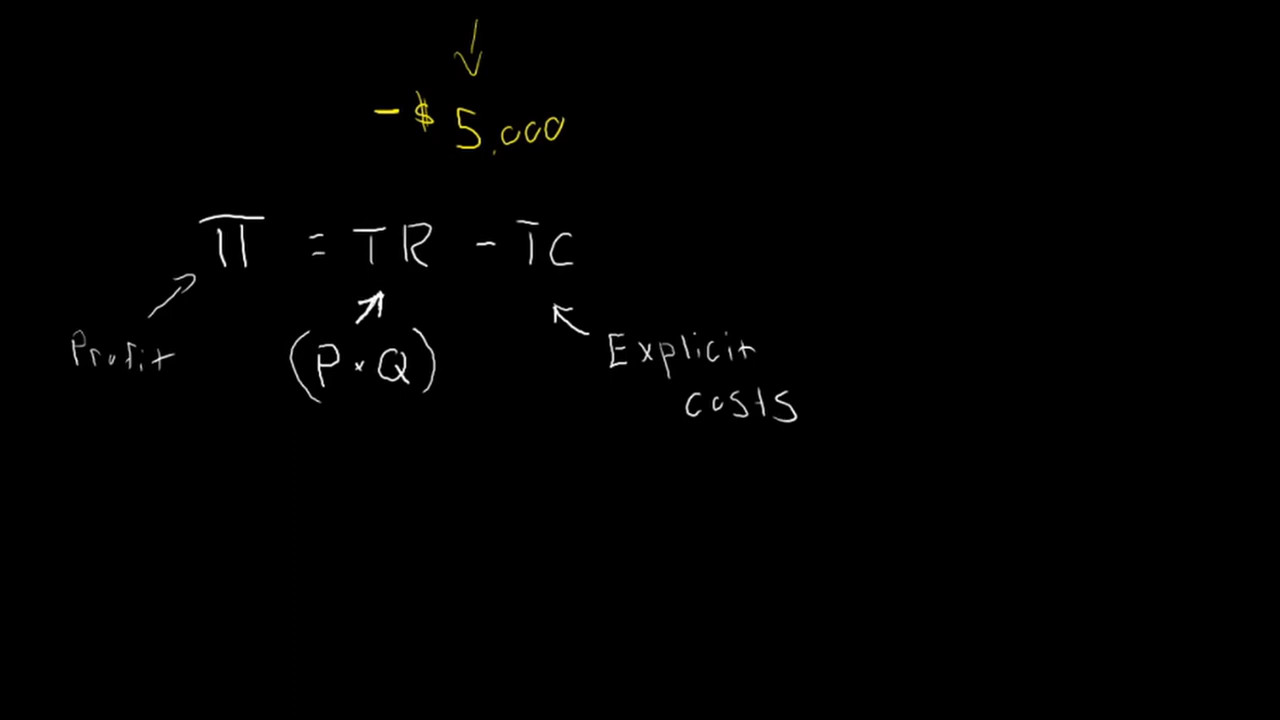 - $ 5,000
π = TR - TC
Profit
(P × Q)
Explicit
costs